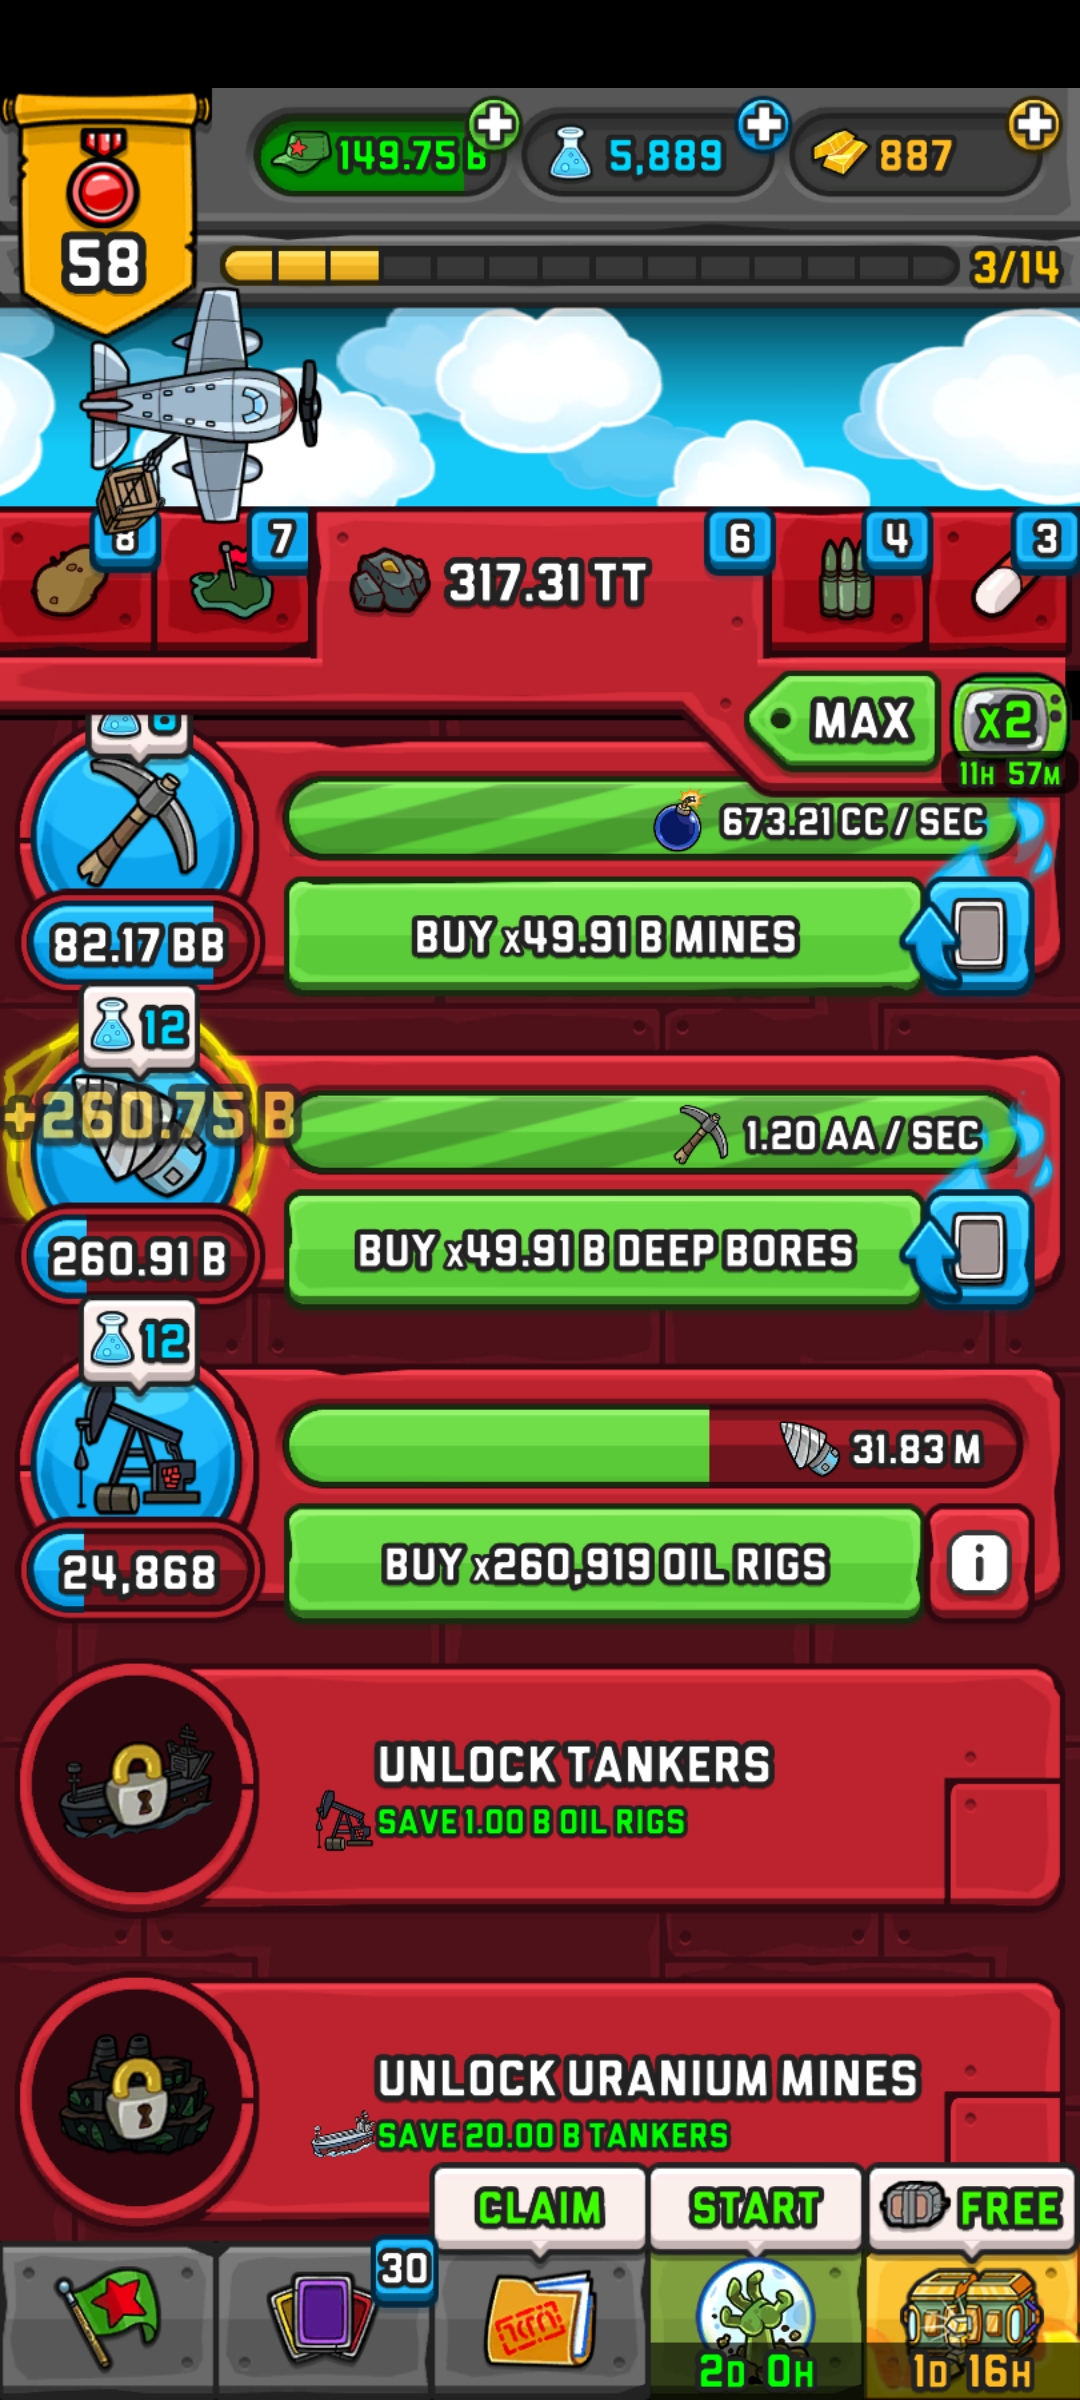 149.75 B
5,889
887
58
3/14
8
7
317.31 TT
6
4
3
MAX
x2
11H 57M
673.21 CC / SEC
82.17 BB
BUY x49.91 B MINES
12
+260.75 B
1.20 AA / SEC
260.91 B
BUY x49.91 B DEEP BORES
12
31.83 M
24,868
BUY x260,919 OIL RIGS
i
UNLOCK TANKERS
SAVE 1.00 B OIL RIGS
UNLOCK URANIUM MINES
SAVE 20.00 B TANKERS
CLAIM
START
FREE
30
2D 0H
1D 16H